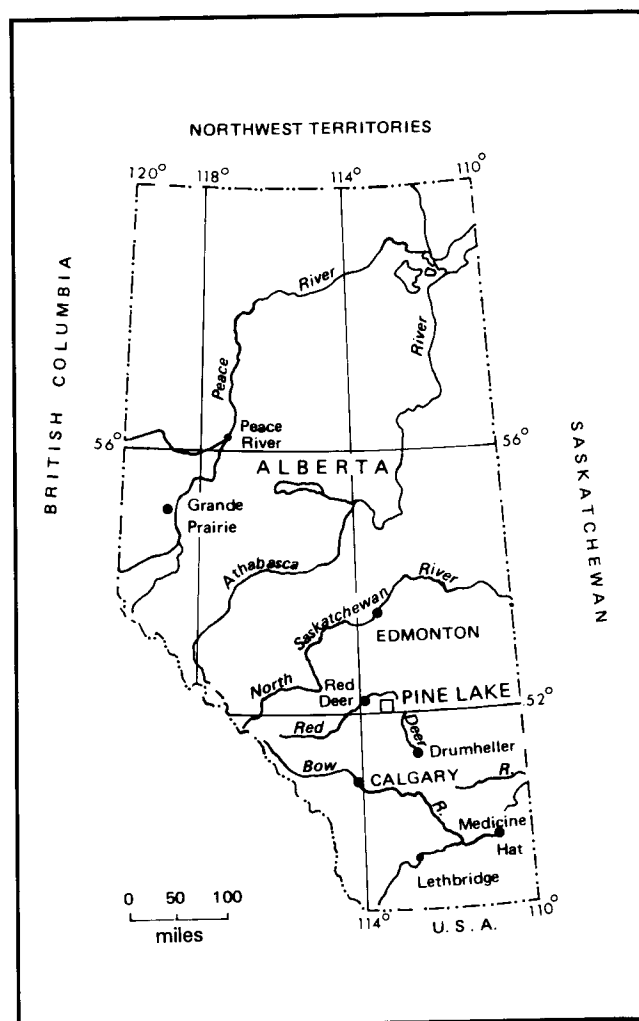 NORTHWEST TERRITORIES
120°
118°
114°
110°
BRITISH COLUMBIA
River
River
Peace
Peace
River
56°
56°
ALBERTA
SASKATCHEWAN
Grande
Prairie
Athabasca
River
Saskatchewan
EDMONTON
North
Red
Deer
PINE LAKE
52°
Red
Deer
Drumheller
Bow
CALGARY
R.
R.
Medicine
Hat
Lethbridge
0 50 100
miles
114°
U. S. A.
110°